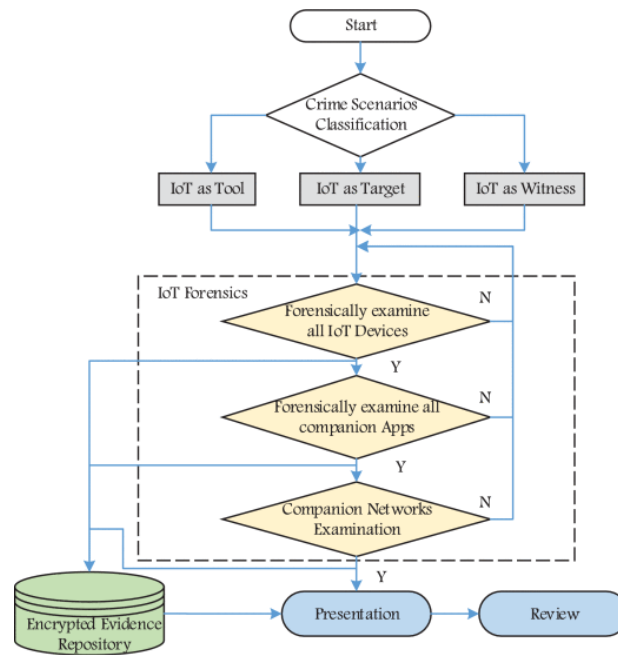 Start
Crime Scenarios
Classification
IoT as Tool
IoT as Target
IoT as Witness
IoT Forensics
Forensically examine
all IoT Devices
N
Y
Forensically examine all
companion Apps
N
Y
Companion Networks
Examination
N
Y
Encrypted Evidence
Repository
Presentation
Review